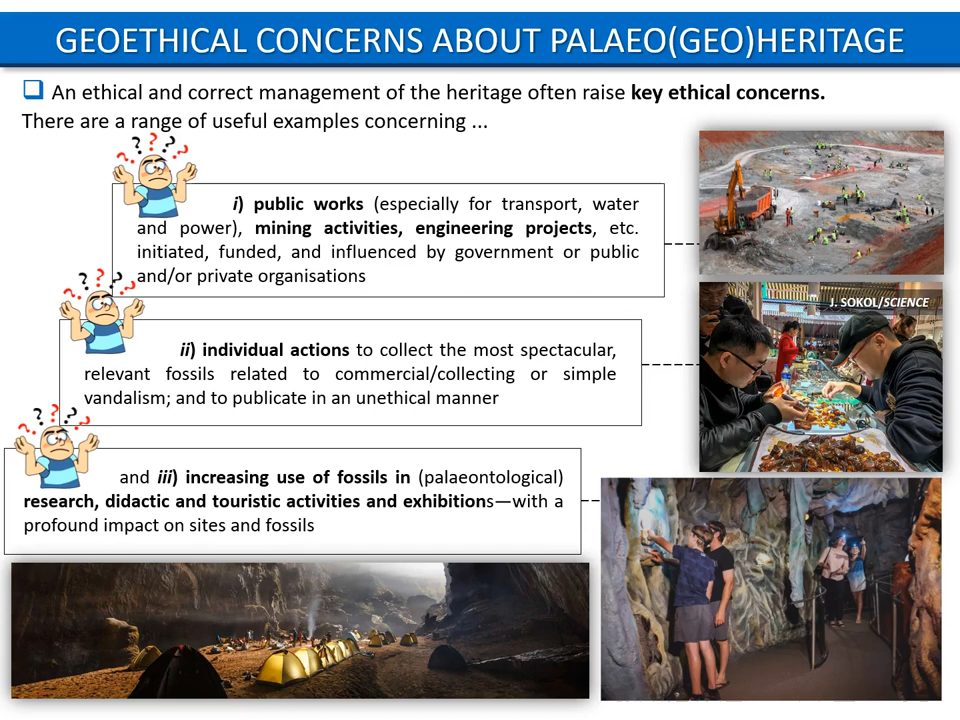 GEOETHICAL CONCERNS ABOUT PALAEO(GEO)HERITAGE
An ethical and correct management of the heritage often raise key ethical concerns.
There are a range of useful examples concerning ...
i) public works (especially for transport, water
and power), mining activities, engineering projects, etc.
initiated, funded, and influenced by government or public
and/or private organisations
J. SOKOL/SCIENCE
ii) individual actions to collect the most spectacular,
relevant fossils related to commercial/collecting or simple
vandalism; and to publicate in an unethical manner
and iii) increasing use of fossils in (palaeontological)
research, didactic and touristic activities and exhibitions—with a
profound impact on sites and fossils